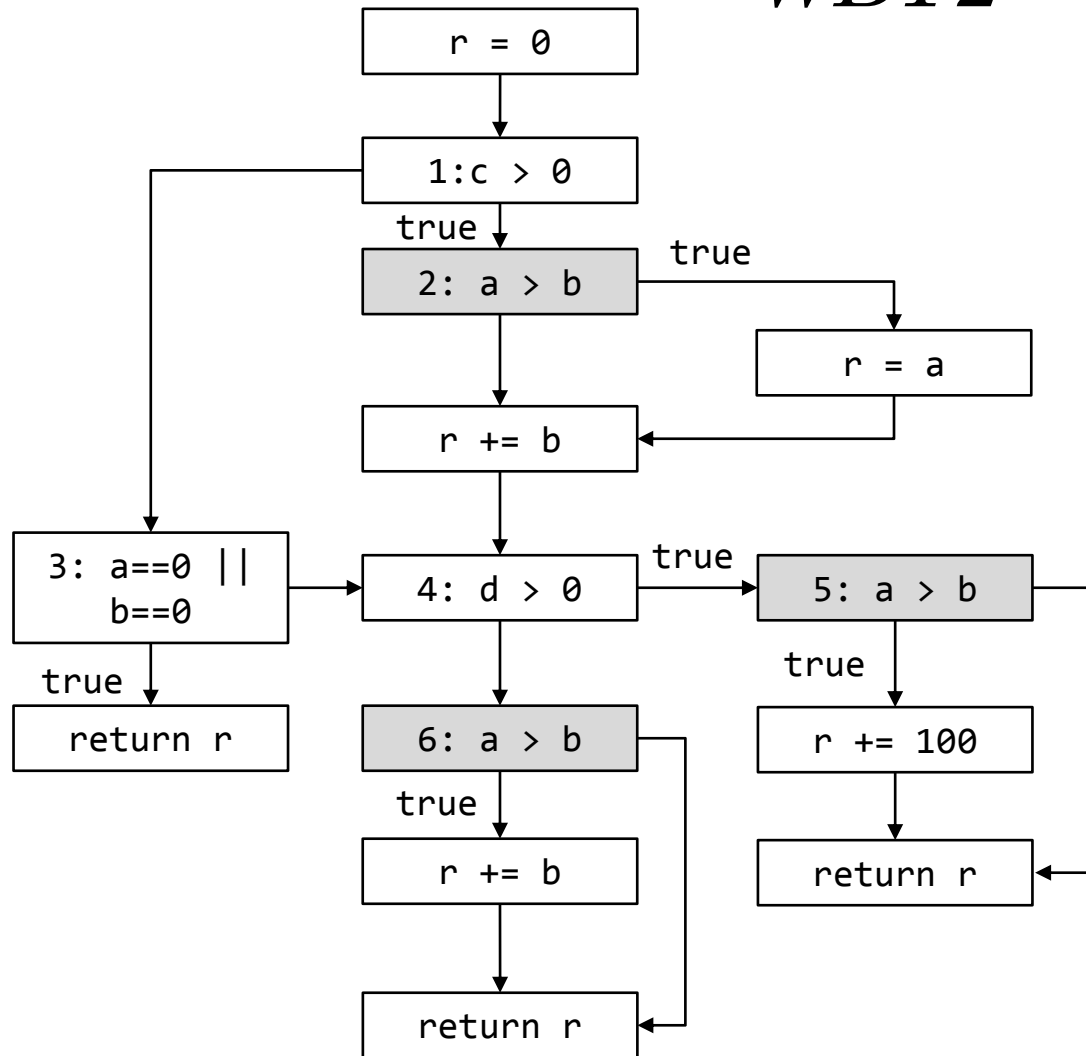 r = 0
1:c > 0
true
true
2: a > b
r = a
r += b
3: a==0 ||
b==0
true
4: d > 0
5: a > b
true
true
return r
6: a > b
r += 100
true
r += b
return r
return r